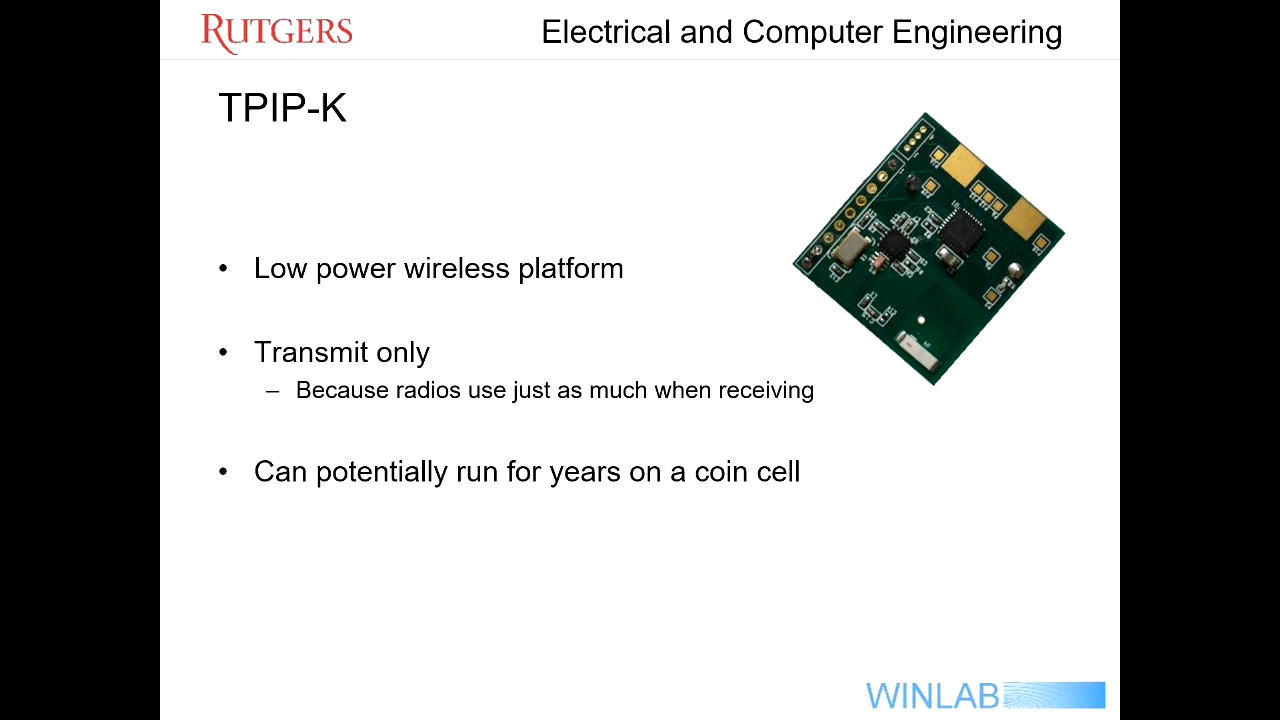 RUTGERS
Electrical and Computer Engineering
TPIP-K
• Low power wireless platform
• Transmit only
– Because radios use just as much when receiving
• Can potentially run for years on a coin cell
WINLAB